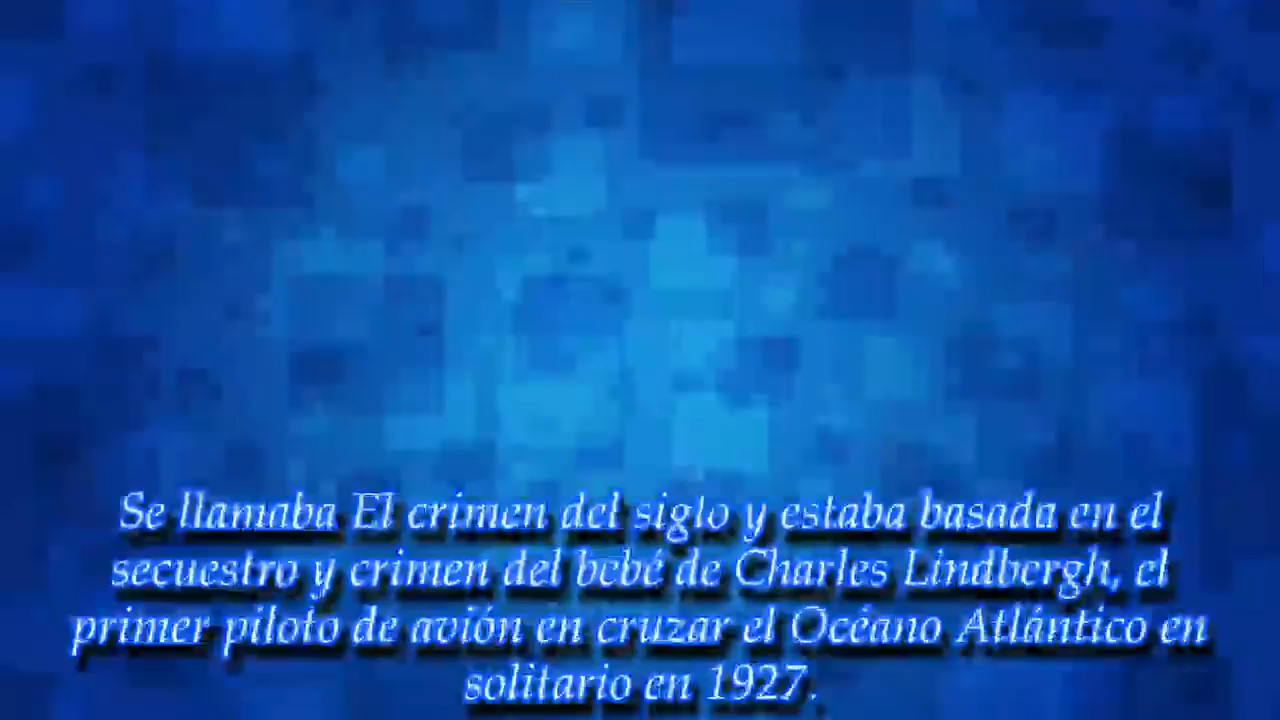 Se llamaba El crimen del siglo y estaba basada en el
secuestro y crimen del bebé de Charles Lindbergh, el
primer piloto de avión en cruzar el Océano Atlántico en
solitario en 1927.